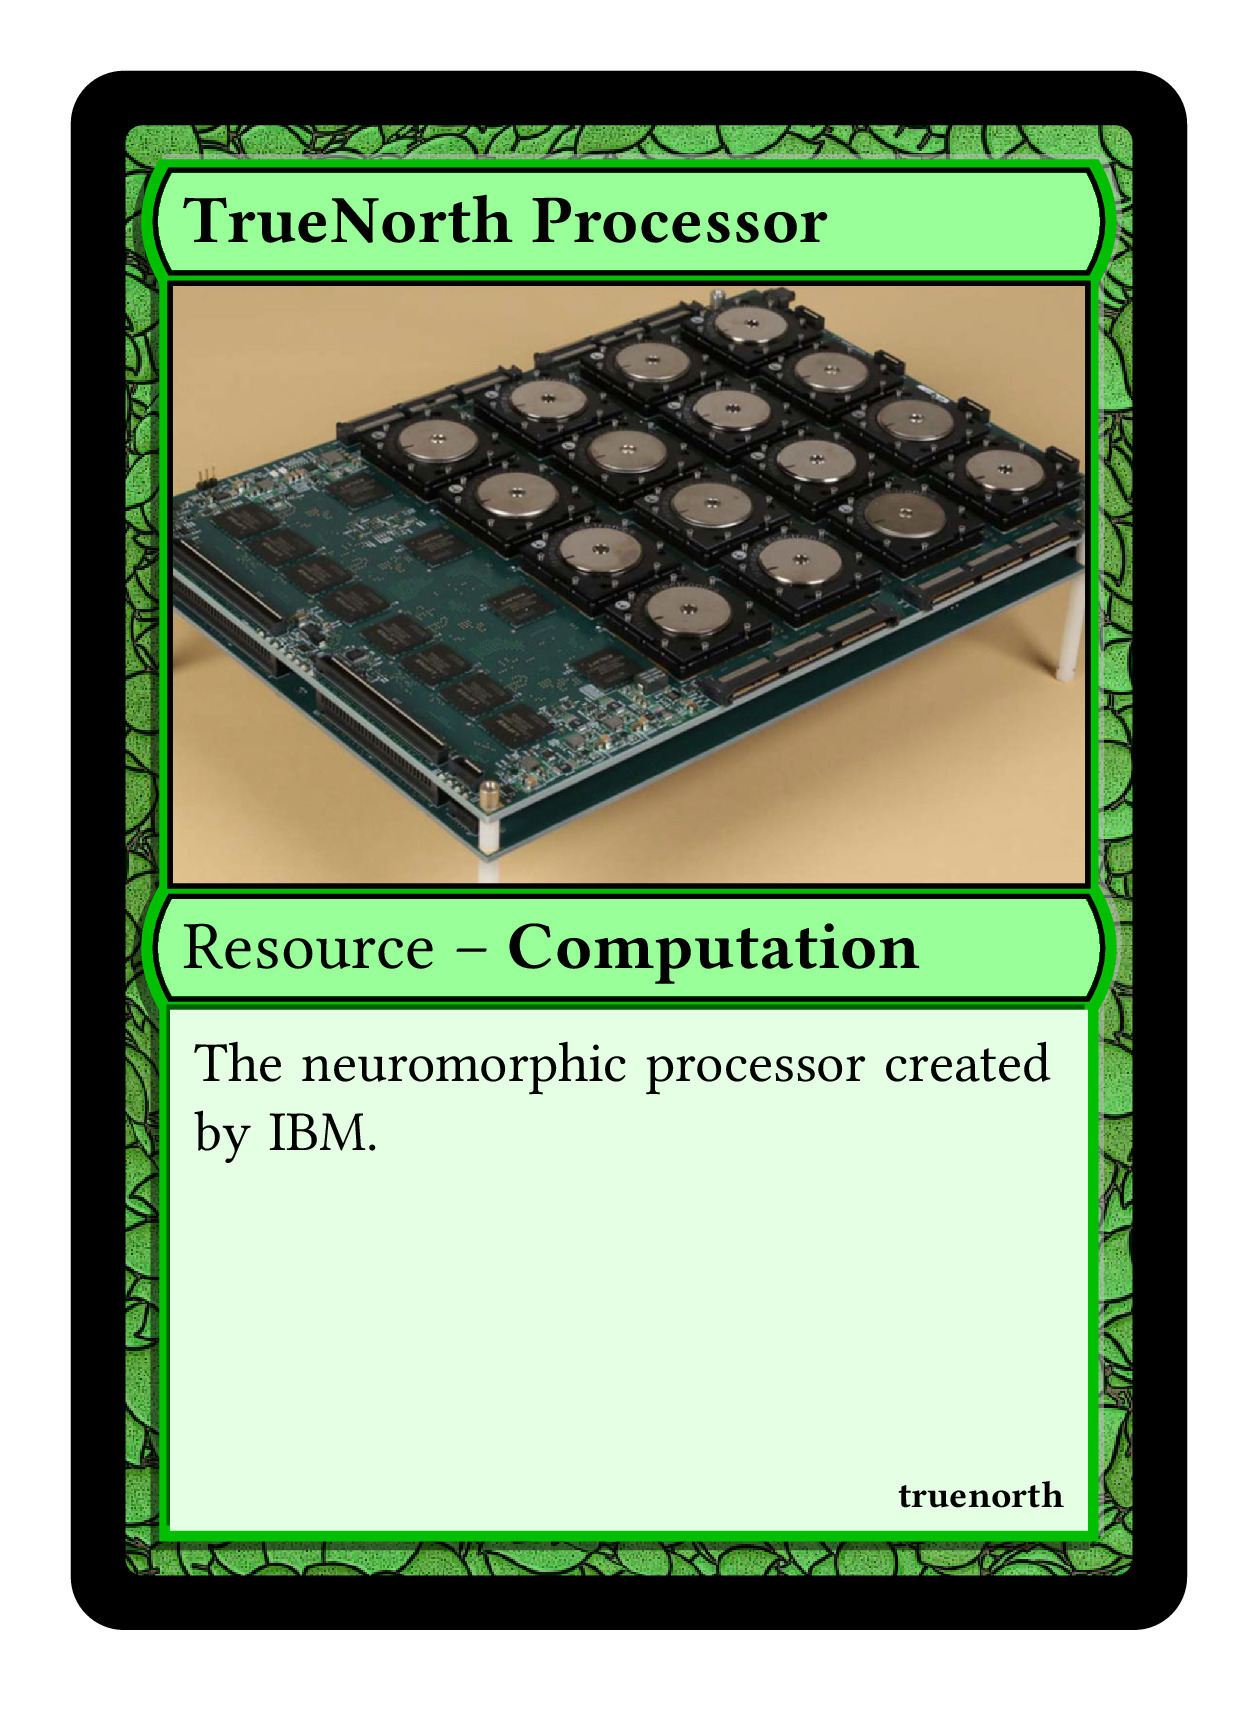 TrueNorth Processor
Resource – Computation
The neuromorphic processor created
by IBM.
truenorth